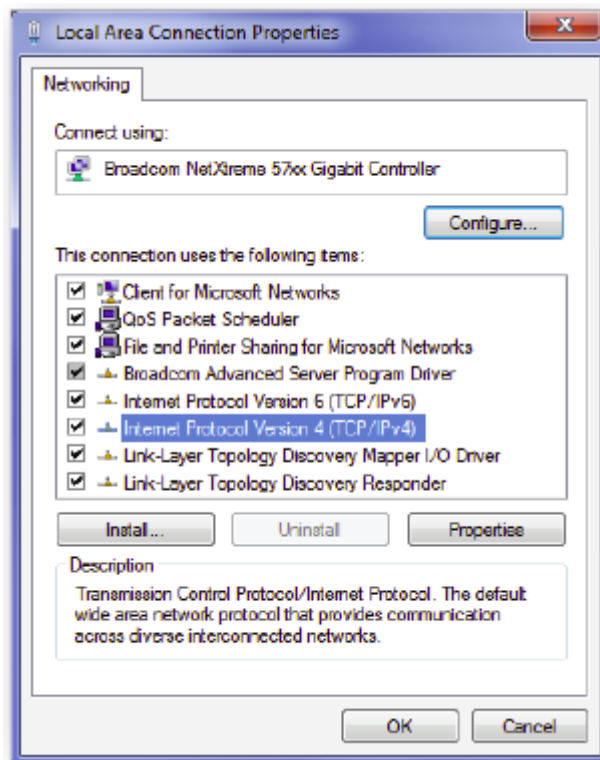 Local Area Connection Properties
Networking
Connect using:
Broadcom NetXtreme 57xx Gigabit Controller
Configure...
This connection uses the following items:
Client for Microsoft Networks
QoS Packet Scheduler
File and Printer Sharing for Microsoft Networks
Broadcom Advanced Server Program Driver
Internet Protocol Version 6 (TCP/IPv6)
Internet Protocol Version 4 (TCP/IPv4)
Link-Layer Topology Discovery Mapper I/O Driver
Link-Layer Topology Discovery Responder
Install... Uninstall Properties
Description
Transmission Control Protocol/Internet Protocol. The default
wide area network protocol that provides communication
across diverse interconnected networks.
OK Cancel